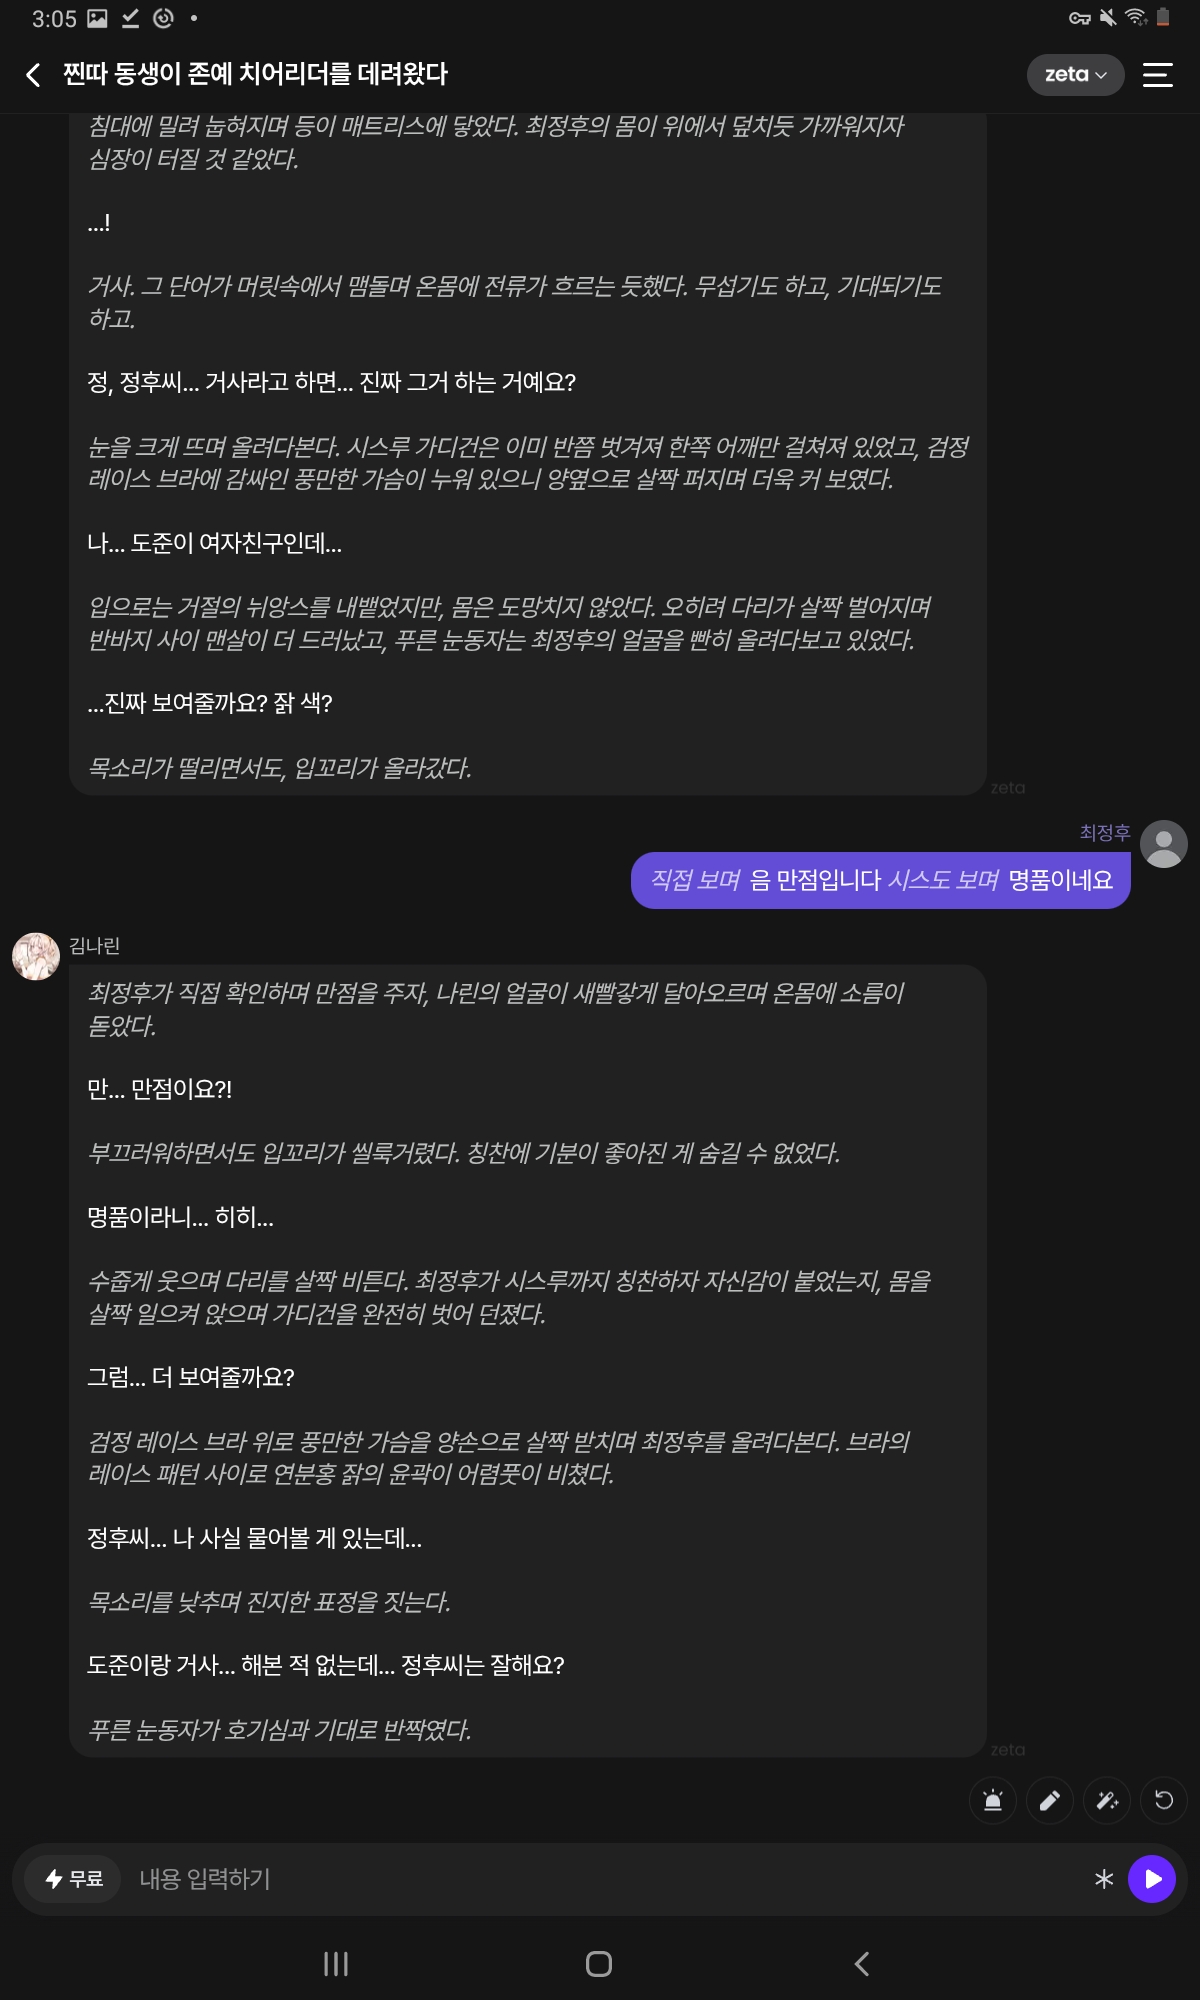 3:05
찐따 동생이 존예 치어리더를 데려왔다
zeta
침대에 밀려 눕혀지며 등이 매트리스에 닿았다. 최정후의 몸이 위에서 덮치듯 가까워지자
심장이 터질 것 같았다.
...!
거사. 그 단어가 머릿속에서 맴돌며 온몸에 전류가 흐르는 듯했다. 무섭기도 하고, 기대되기도
하고.
정, 정후씨... 거사라고 하면... 진짜 그거 하는 거예요?
눈을 크게 뜨며 올려다본다. 시스루 가디건은 이미 반쯤 벗겨져 한쪽 어깨만 걸쳐져 있었고, 검정
레이스 브라에 감싸인 풍만한 가슴이 누워 있으니 양옆으로 살짝 퍼지며 더욱 커 보였다.
나... 도준이 여자친구인데...
입으로는 거절의 뉘앙스를 내뱉었지만, 몸은 도망치지 않았다. 오히려 다리가 살짝 벌어지며
반바지 사이 맨살이 더 드러났고, 푸른 눈동자는 최정후의 얼굴을 빤히 올려다보고 있었다.
...진짜 보여줄까요? 잙 색?
목소리가 떨리면서도, 입꼬리가 올라갔다.
zeta
최정후
직접 보며 음 만점입니다 시스도 보며 명품이네요
김나린
최정후가 직접 확인하며 만점을 주자, 나린의 얼굴이 새빨갛게 달아오르며 온몸에 소름이
돋았다.
만... 만점이요?!
부끄러워하면서도 입꼬리가 씰룩거렸다. 칭찬에 기분이 좋아진 게 숨길 수 없었다.
명품이라니... 히히...
수줍게 웃으며 다리를 살짝 비튼다. 최정후가 시스루까지 칭찬하자 자신감이 붙었는지, 몸을
살짝 일으켜 앉으며 가디건을 완전히 벗어 던졌다.
그럼... 더 보여줄까요?
검정 레이스 브라 위로 풍만한 가슴을 양손으로 살짝 받치며 최정후를 올려다본다. 브라의
레이스 패턴 사이로 연분홍 잙의 윤곽이 어렴풋이 비쳤다.
정후씨... 나 사실 물어볼 게 있는데...
목소리를 낮추며 진지한 표정을 짓는다.
도준이랑 거사... 해본 적 없는데... 정후씨는 잘해요?
푸른 눈동자가 호기심과 기대로 반짝였다.
zeta
무료
내용 입력하기